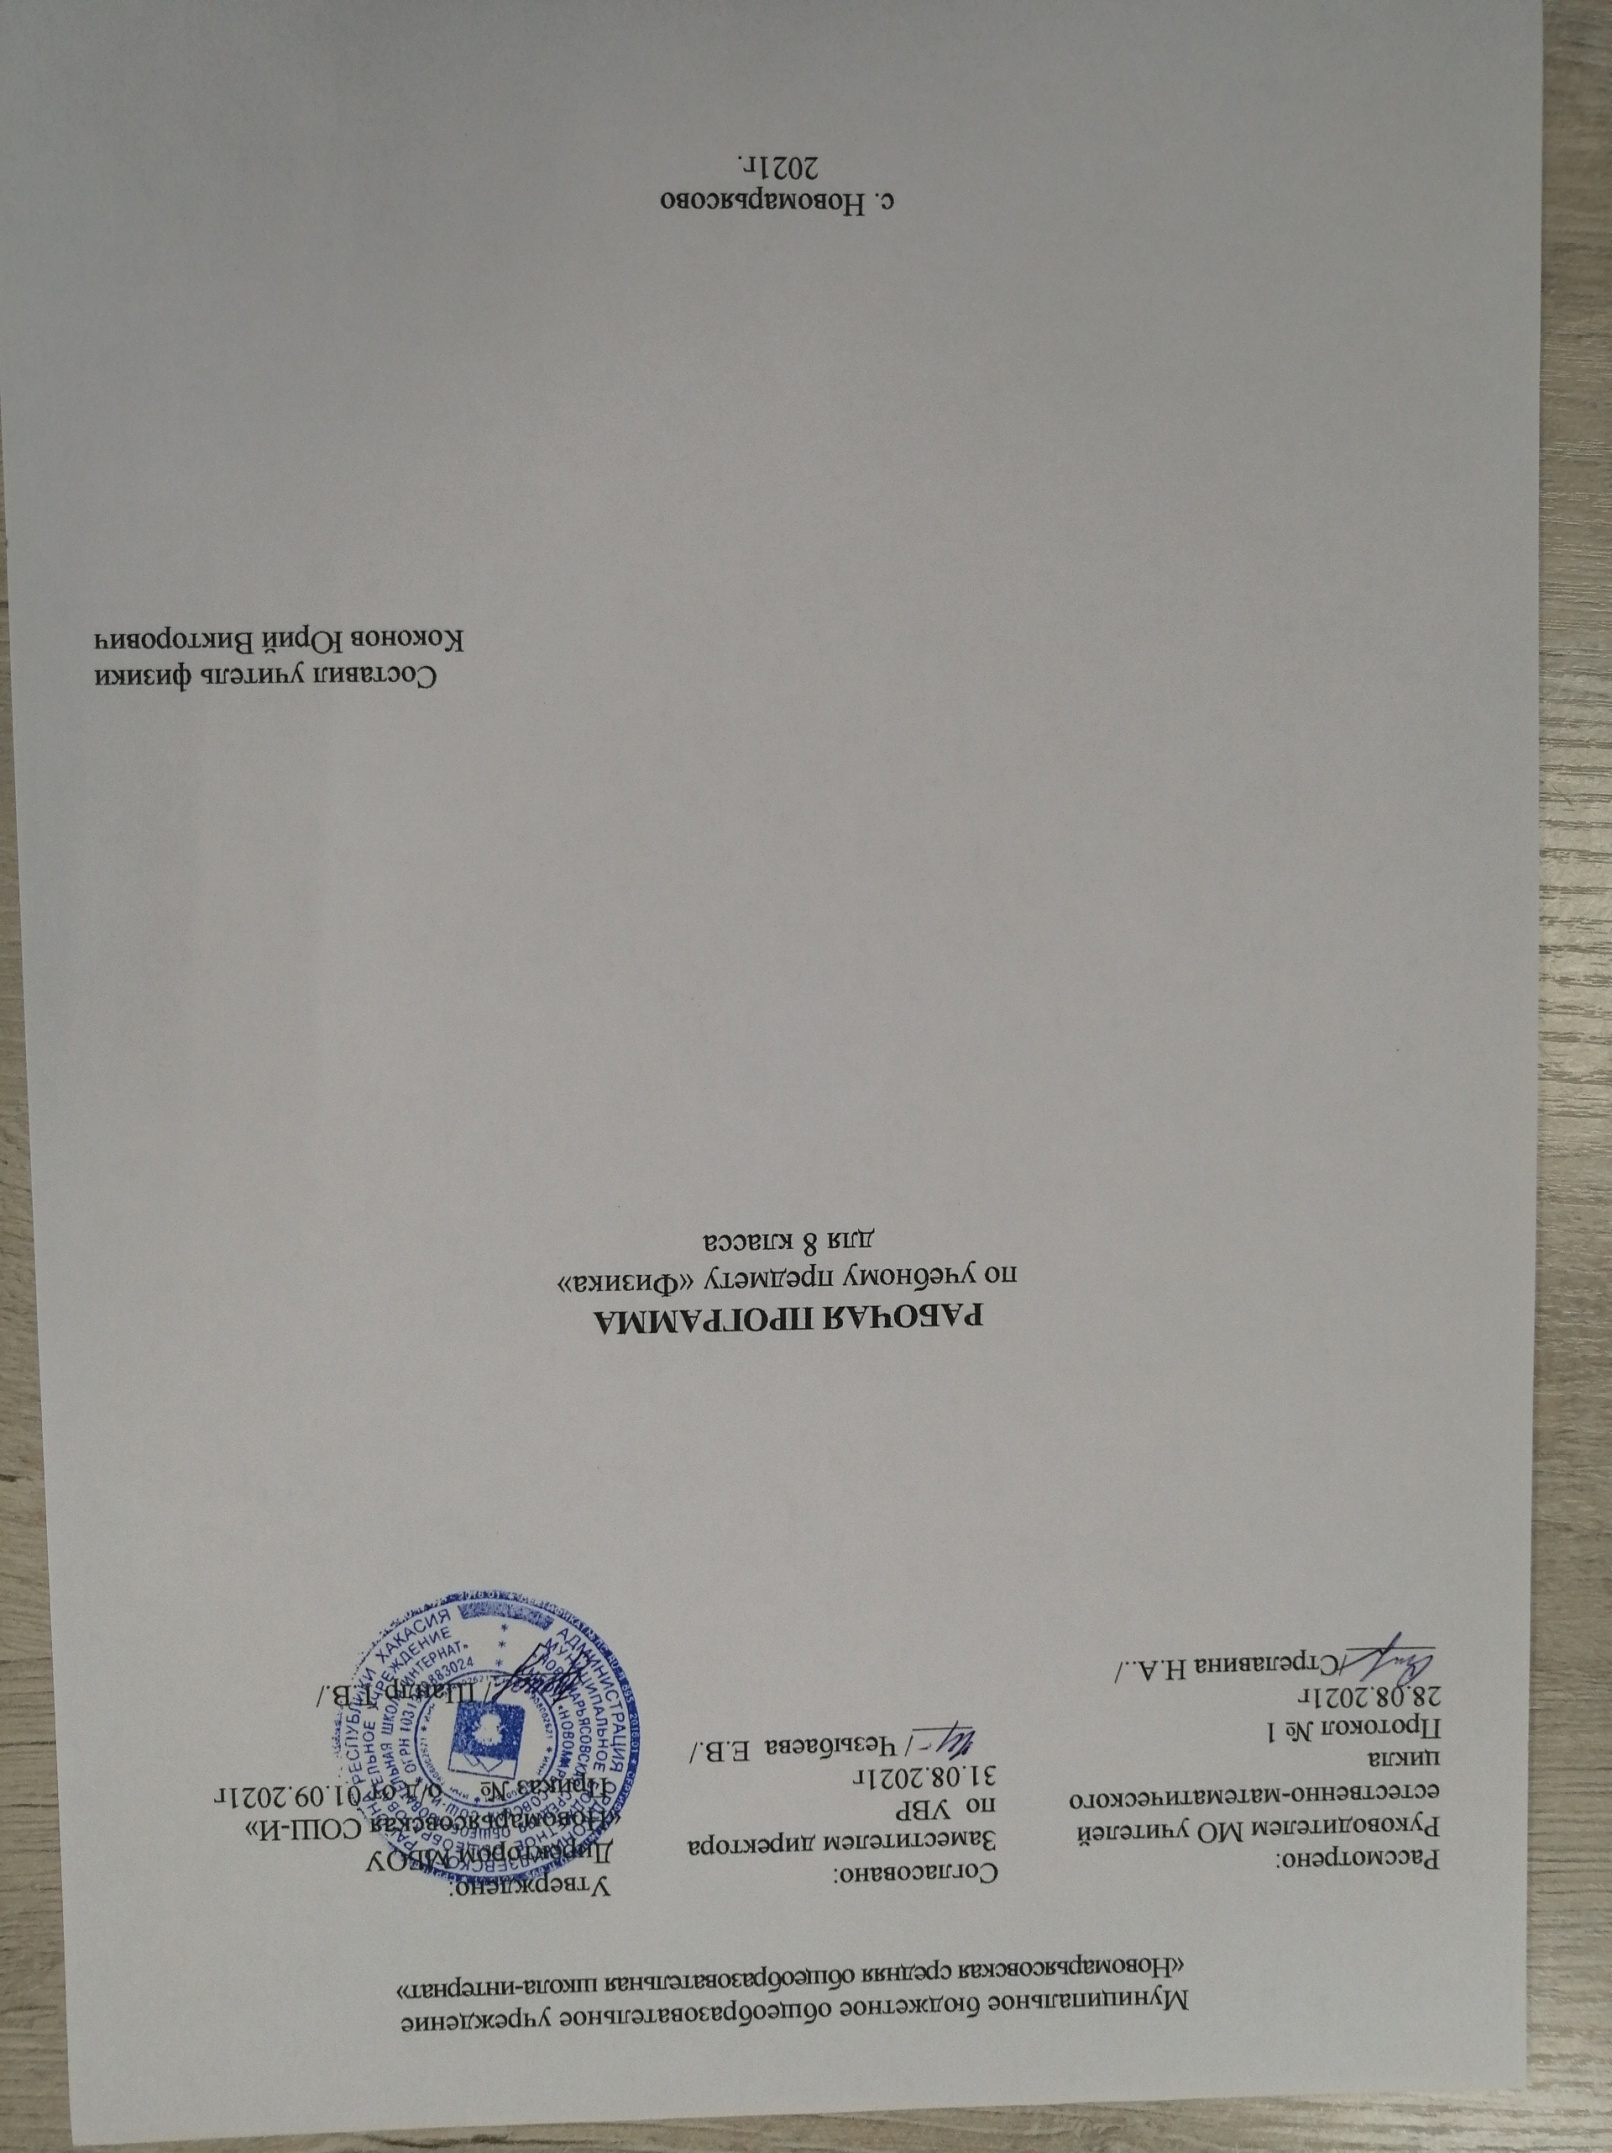 Муниципальное бюджетное общеобразовательное учреждение
«Новомарьясовская средняя общеобразовательная школа-интернат»
Рассмотрено:
Руководителем МО учителей
естественно-математического
цикла
Протокол № 1
28.08.2021г
/Стрелавина Н.А../
Согласовано:
Заместителем директора
по УВР
31.08.2021г
/ Чезыбаева Е.В./
Утверждено:
Директором МБОУ
«Новомарьясовская СОШ-И»
Приказ № о/д от 01.09.2021г
/ Шандр Т.В./
РАБОЧАЯ ПРОГРАММА
по учебному предмету «Физика»
для 8 класса
Составил учитель физики
Коконов Юрий Викторович
с. Новомарьясово
2021г.